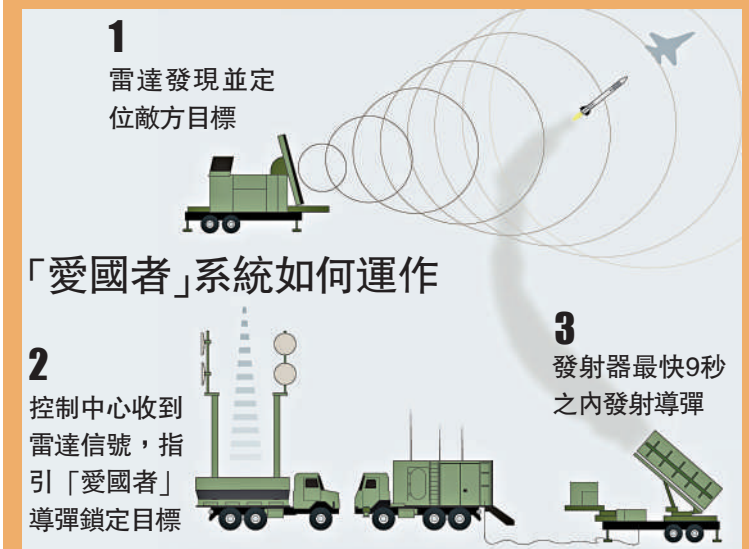 1
雷達發現並定
位敵方目標
「愛國者」系統如何運作
2
控制中心收到
雷達信號，指
引「愛國者」
導彈鎖定目標
3
發射器最快9秒
之內發射導彈